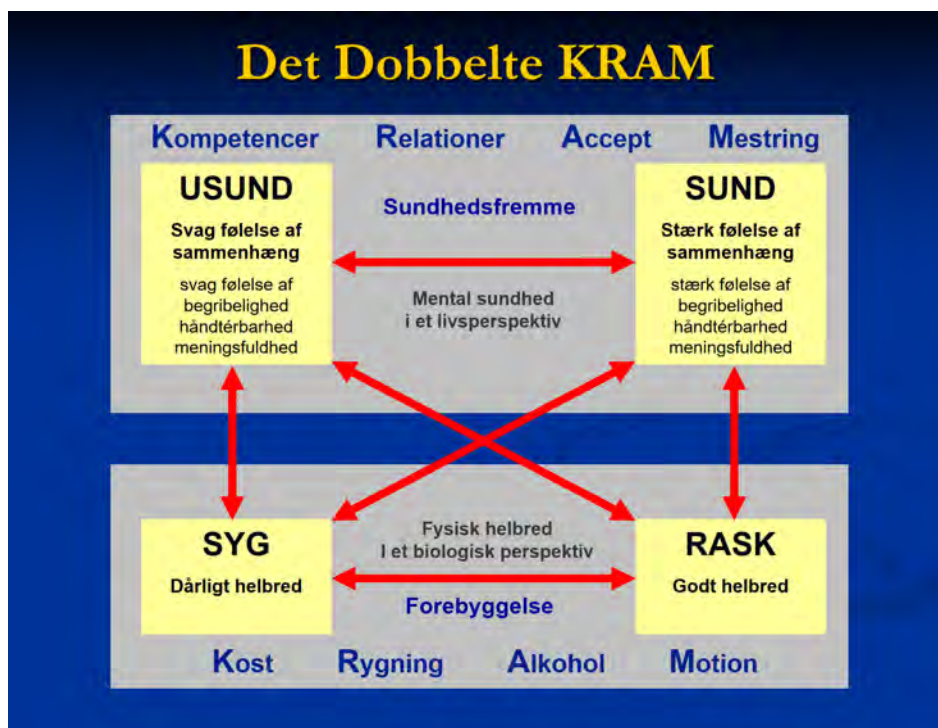 Det Dobbelte KRAM
Kompetencer Relationer Accept Mestring
USUND
Svag følelse af
sammenhæng
svag følelse af
begribelighed
håndtérbarhed
meningsfuldhed
Sundhedsfremme
Mental sundhed
i et livsperspektiv
SUND
Stærk følelse af
sammenhæng
stærk følelse af
begribelighed
håndtérbarhed
meningsfuldhed
SYG
Dårligt helbred
Fysisk helbred
I et biologisk perspektiv
Forebyggelse
RASK
Godt helbred
Kost Rygning Alkohol Motion